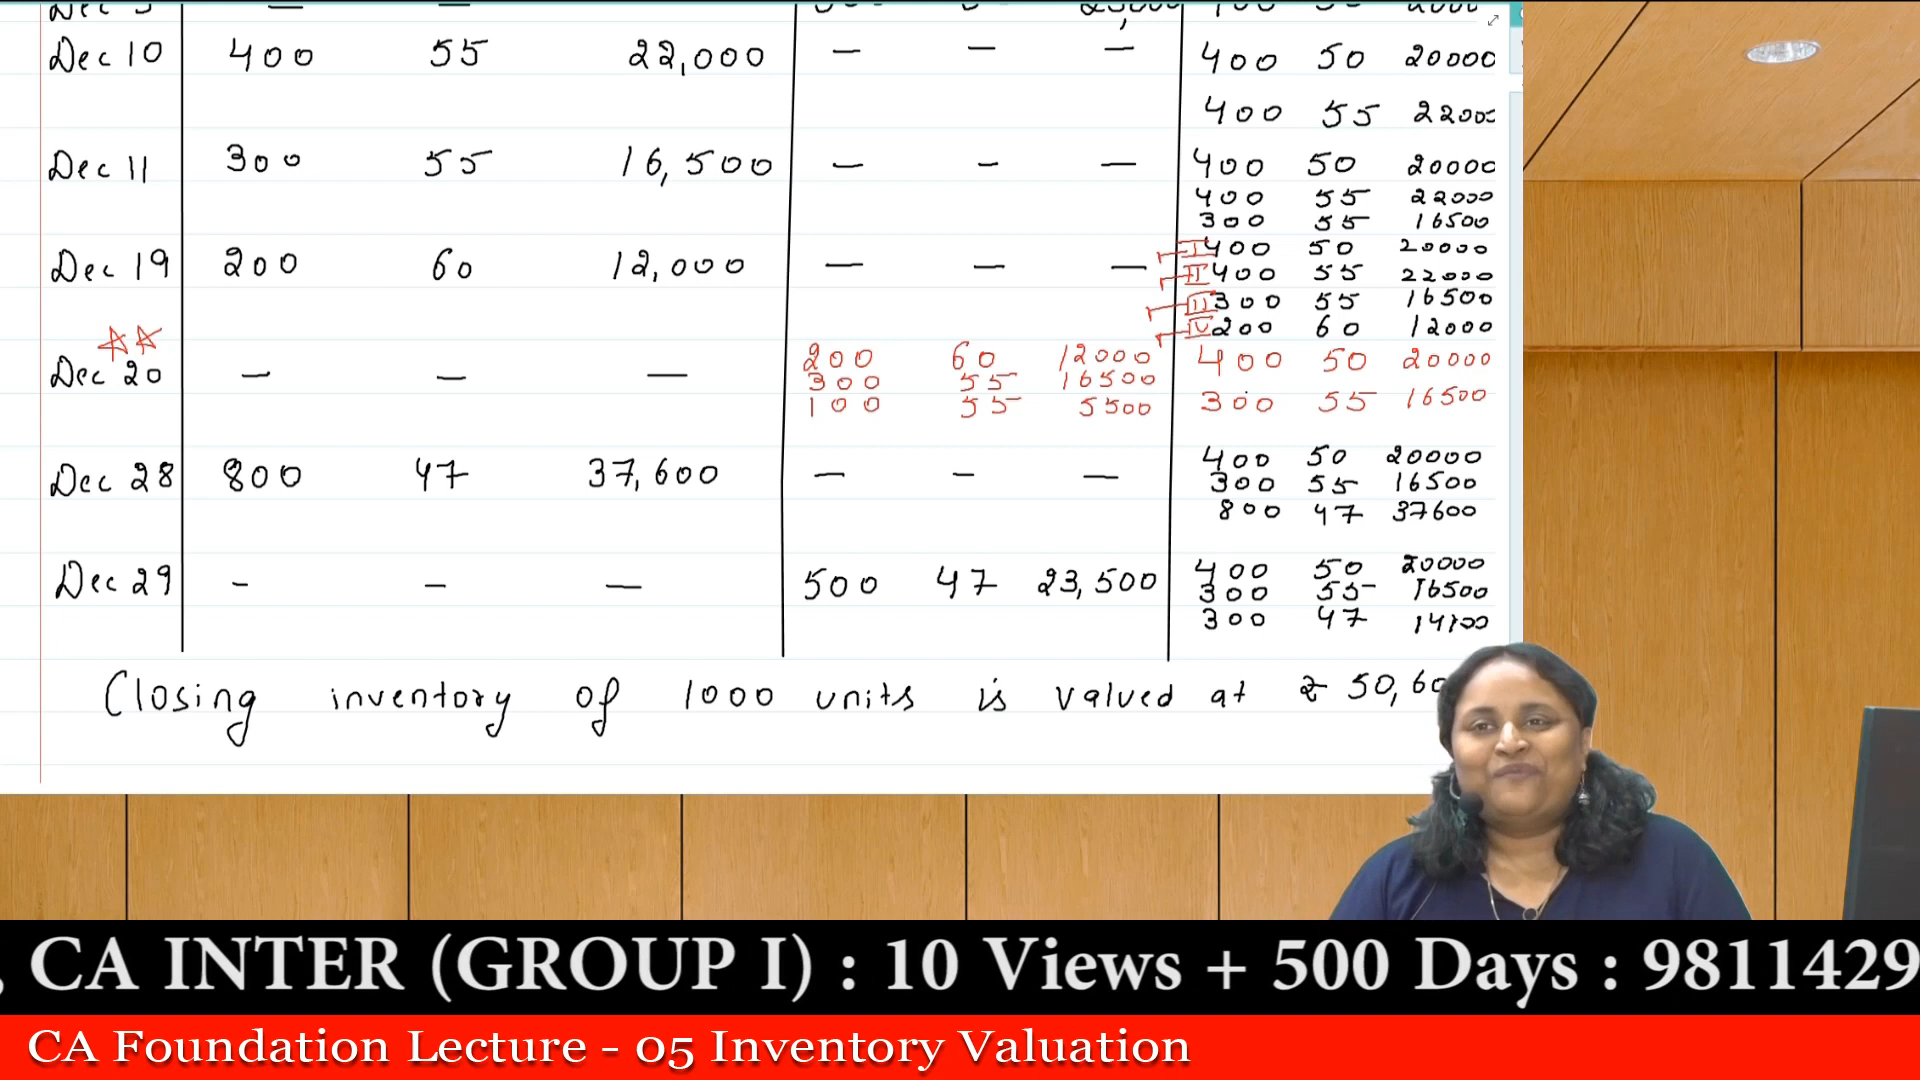 Dec 10 400 55 22,000 — — — 400 50 20000
400 55 22000
Dec 11 300 55 16,500 — - — 400 50 20000
400 55 22000
300 55 16500
Dec 19 200 60 12,000 — — — I 400 50 20000
II 400 55 22000
III 300 55 16500
IV 200 60 12000
Dec 20 — — — 200 60 12000 400 50 20000
300 55 16500
100 55 5500 300 55 16500
Dec 28 800 47 37,600 — — — 400 50 20000
300 55 16500
800 47 37600
Dec 29 - - — 500 47 23,500 400 50 20000
300 55 16500
300 47 14100
Closing inventory of 1000 units is valued at ₹ 50,60
, CA INTER (GROUP I) : 10 Views + 500 Days : 9811429
CA Foundation Lecture - 05 Inventory Valuation